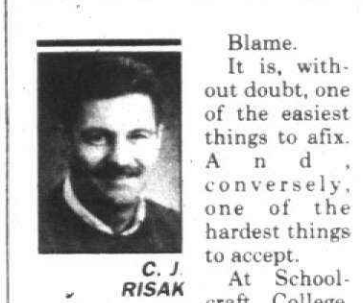 Blame.
It is, with-
out doubt, one
of the easiest
things to afix.
A n d ,
conversely,
one of the
hardest things
to accept.
At School-
craft College,
C. J.
RISAK